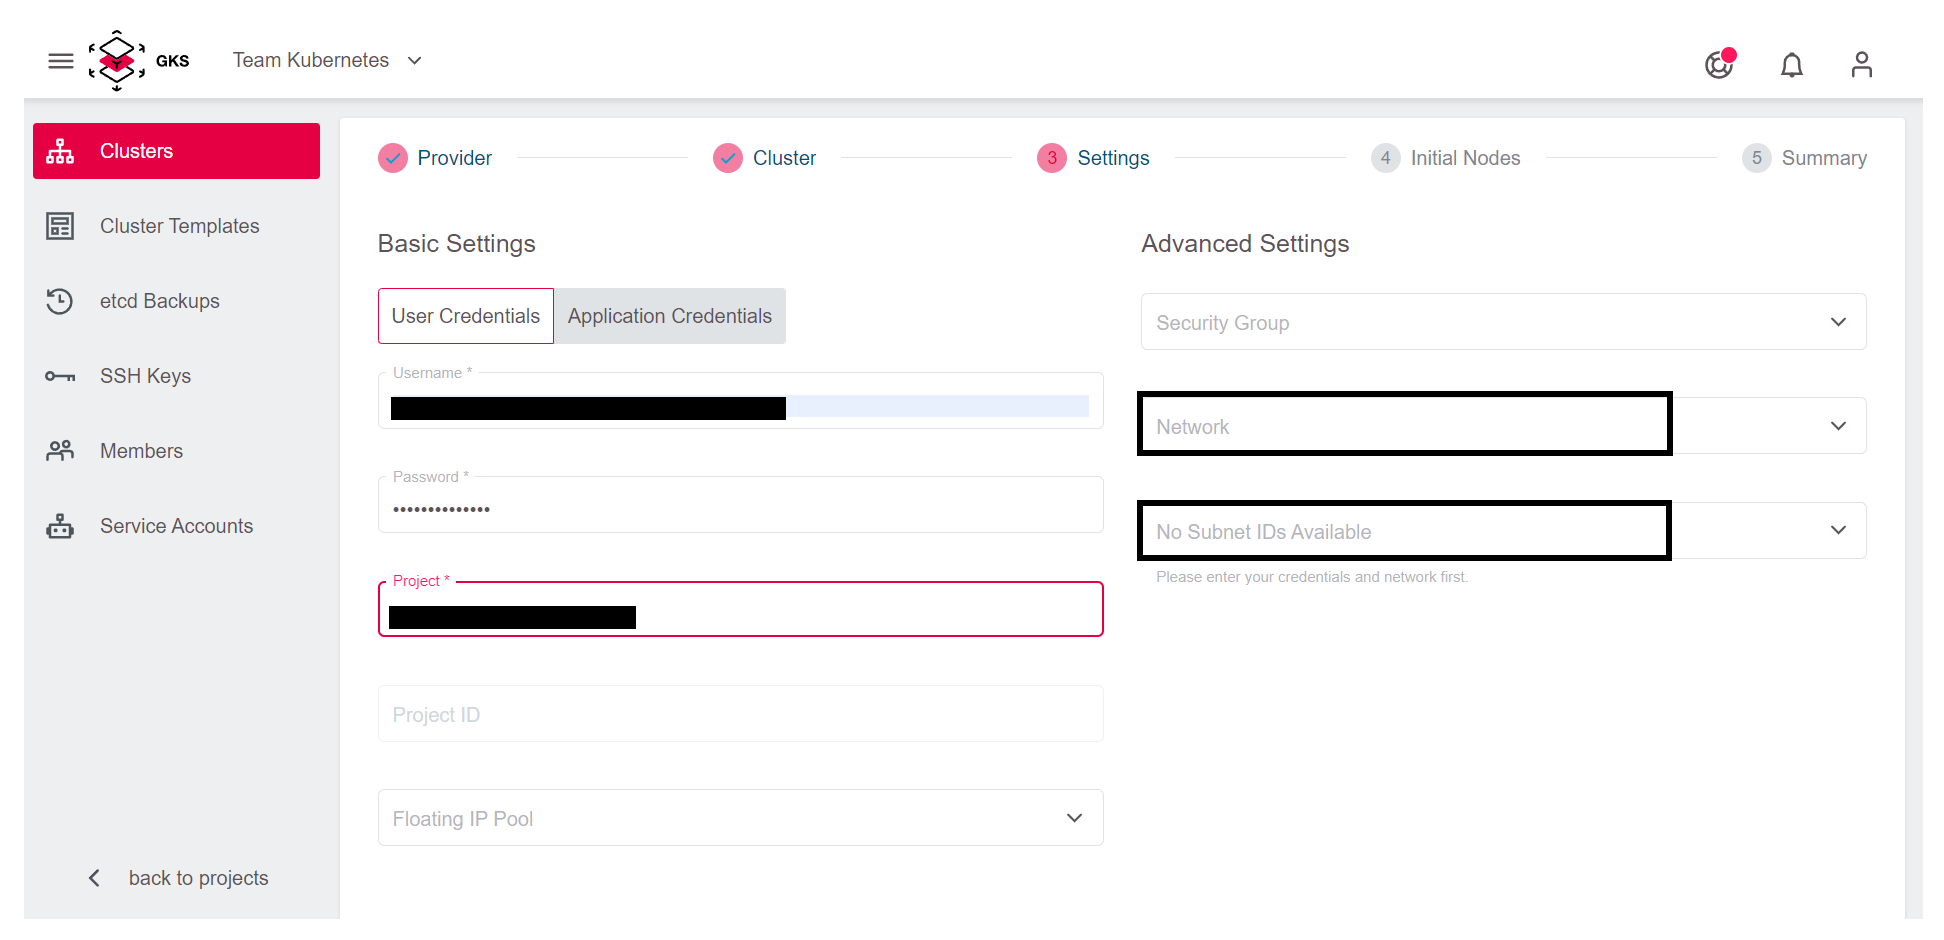 GKS
Team Kubernetes
Clusters
Cluster Templates
etcd Backups
SSH Keys
Members
Service Accounts
back to projects
Provider
Cluster
3 Settings
4 Initial Nodes
5 Summary
Basic Settings
User Credentials
Application Credentials
Username *
Password *
••••••••••••••
Project *
Project ID
Floating IP Pool
Advanced Settings
Security Group
Network
No Subnet IDs Available
Please enter your credentials and network first.